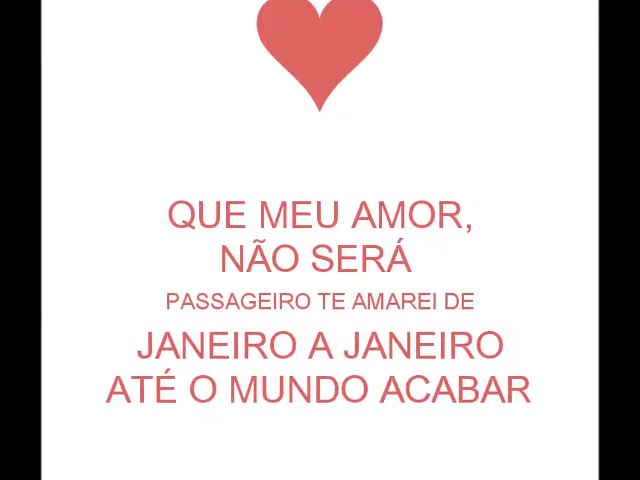 QUE MEU AMOR,
NÃO SERÁ
PASSAGEIRO TE AMAREI DE
JANEIRO A JANEIRO
ATÉ O MUNDO ACABAR